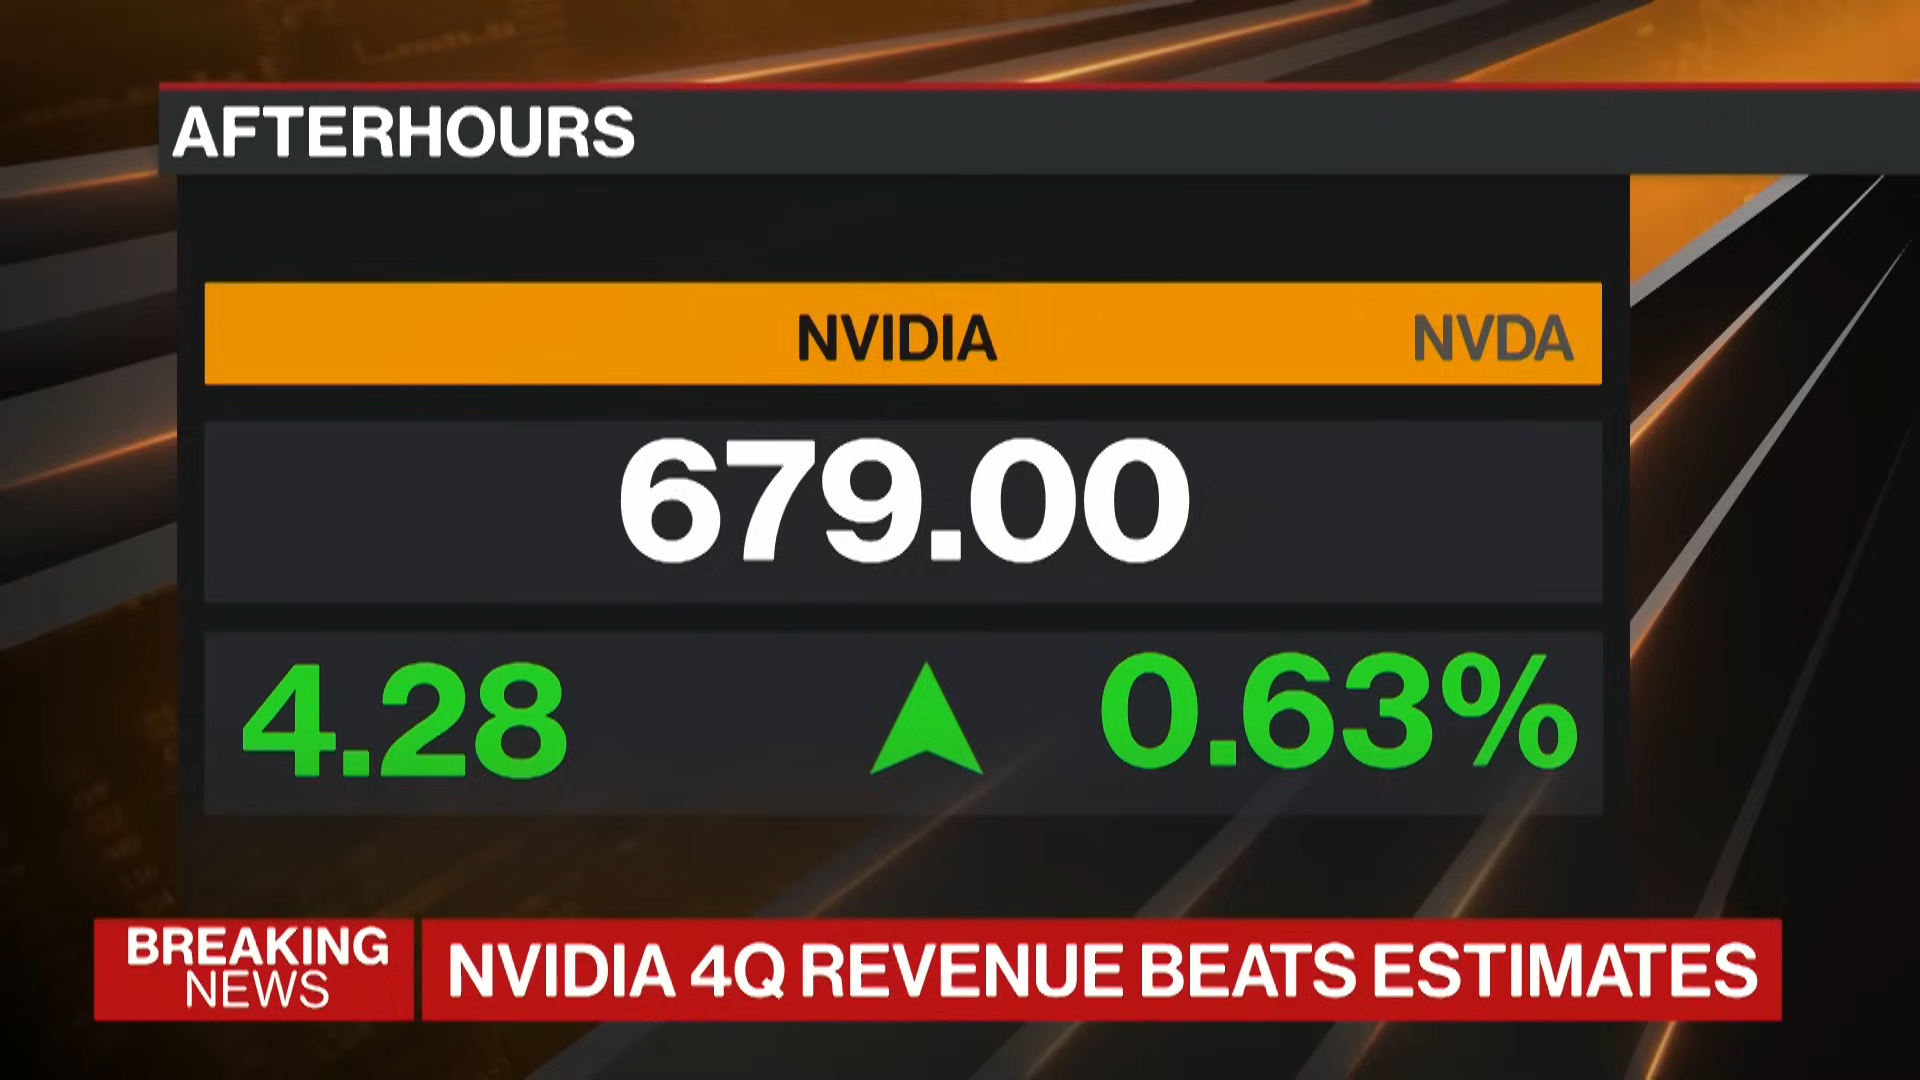 AFTERHOURS
NVIDIA NVDA
679.00
4.28 ▲ 0.63%
BREAKING
NEWS
NVIDIA 4Q REVENUE BEATS ESTIMATES